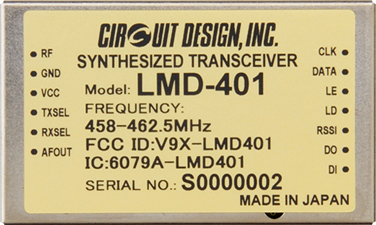 CIRCUIT DESIGN, INC.
SYNTHESIZED TRANSCEIVER
Model: LMD-401
FREQUENCY:
458-462.5MHz
FCC ID:V9X-LMD401
IC:6079A-LMD401
SERIAL NO.: S0000002
MADE IN JAPAN
RF
GND
VCC
TXSEL
RXSEL
AFOUT
CLK
DATA
LE
LD
RSSI
DO
DI